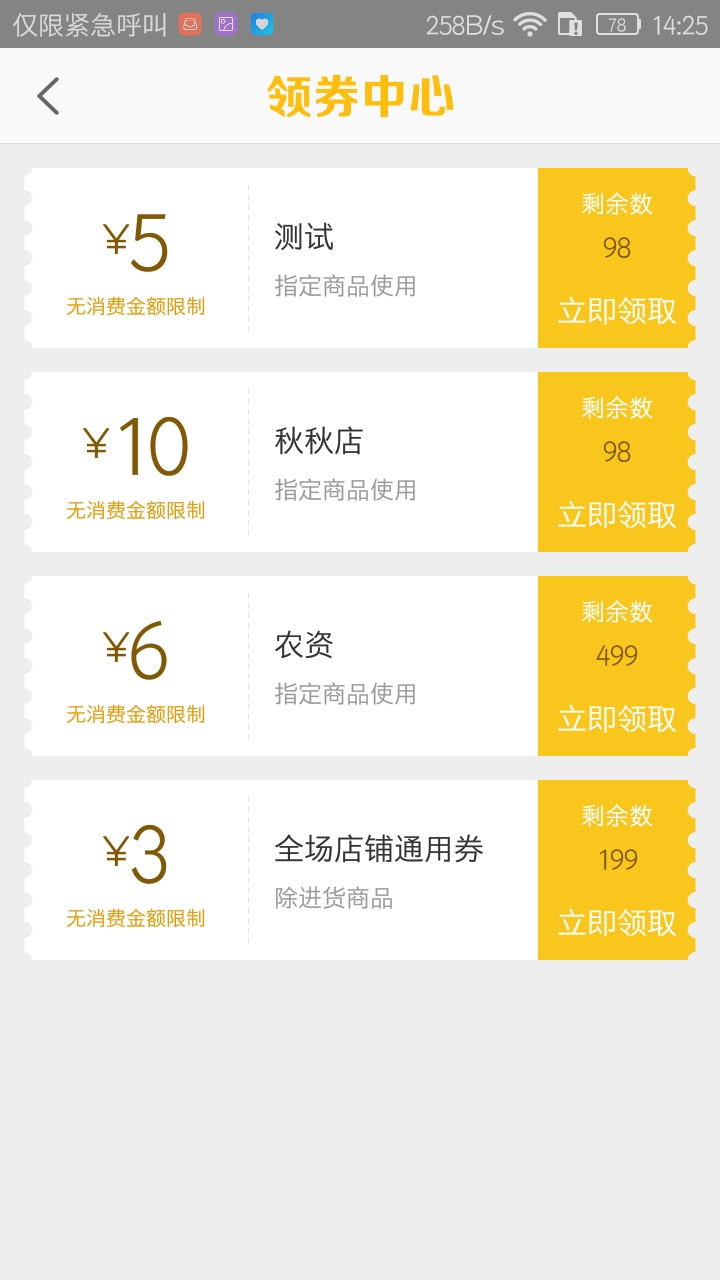 仅限紧急呼叫 258B/s 78 14:25
领券中心
¥5
无消费金额限制
测试
指定商品使用
剩余数
98
立即领取
¥10
无消费金额限制
秋秋店
指定商品使用
剩余数
98
立即领取
¥6
无消费金额限制
农资
指定商品使用
剩余数
499
立即领取
¥3
无消费金额限制
全场店铺通用券
除进货商品
剩余数
199
立即领取